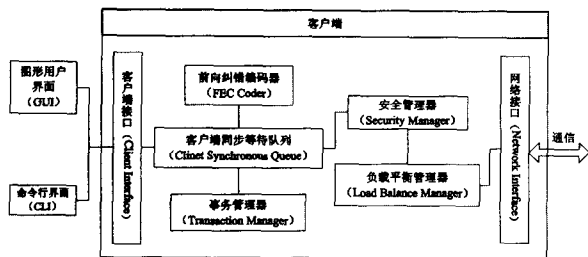 客户端
图形用户
界面
(GUI)
命令行界面
(CLI)
客户端接口(Client Interface)
前向纠错编码器
(FEC Coder)
客户端同步等待队列
(Clinet Synchronous Queue)
事务管理器
(Transaction Manager)
安全管理器
(Security Manager)
负载平衡管理器
(Load Balance Manager)
网络接口(Network Interface)
通信